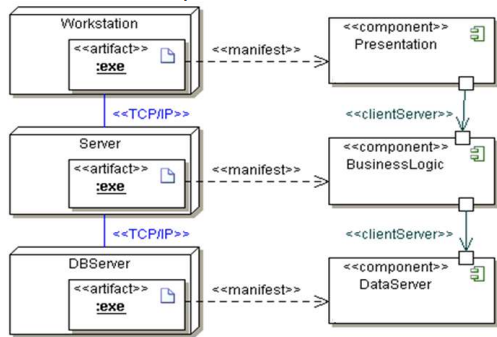 Workstation
<<artifact>>
:exe
<<manifest>>
<<component>>
Presentation
<<TCP/IP>>
<<clientServer>>
Server
<<artifact>>
:exe
<<manifest>>
<<component>>
BusinessLogic
<<TCP/IP>>
<<clientServer>>
DBServer
<<artifact>>
:exe
<<manifest>>
<<component>>
DataServer